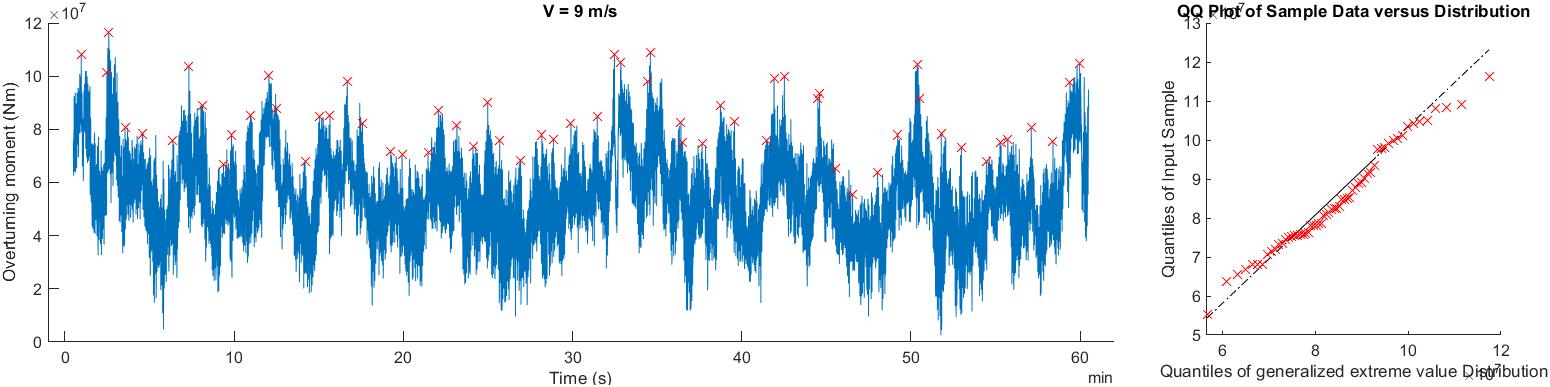 V = 9 m/s
12 ×10⁷
10
8
6
4
2
0
Overturning moment (Nm)
0 10 20 30 40 50 60
Time (s)
min
QQ Plot of Sample Data versus Distribution
13
12
11
10
9
8
7
6
5
Quantiles of Input Sample
6 8 10 12
Quantiles of generalized extreme value Distribution